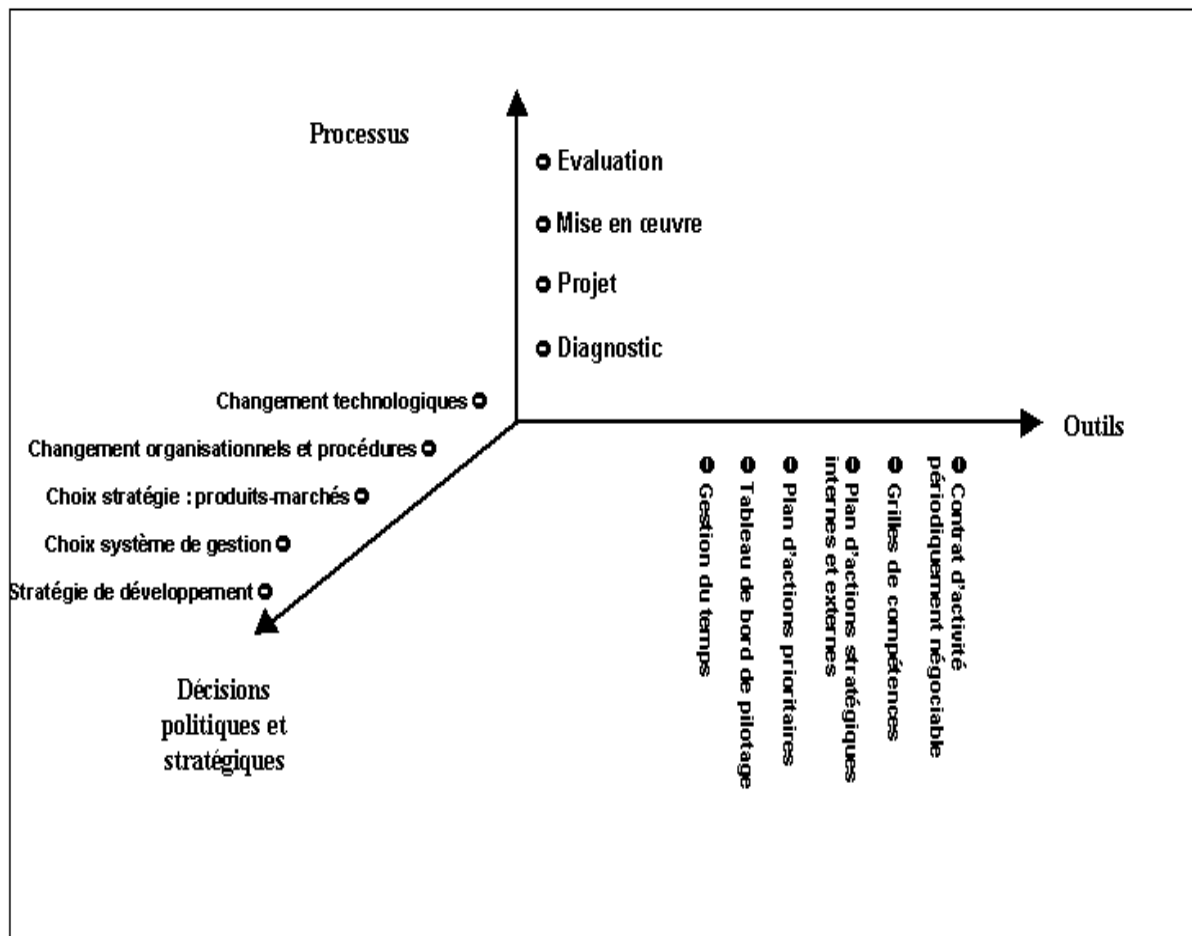 Processus
Evaluation
Mise en œuvre
Projet
Diagnostic
Changement technologiques
Changement organisationnels et procédures
Choix stratégie : produits-marchés
Choix système de gestion
Stratégie de développement
Outils
Gestion du temps
Tableau de bord de pilotage
Plan d'actions prioritaires
Plan d'actions stratégiques
internes et externes
Grilles de compétences
Contrat d'activité
périodiquement négociable
Décisions
politiques et
stratégiques